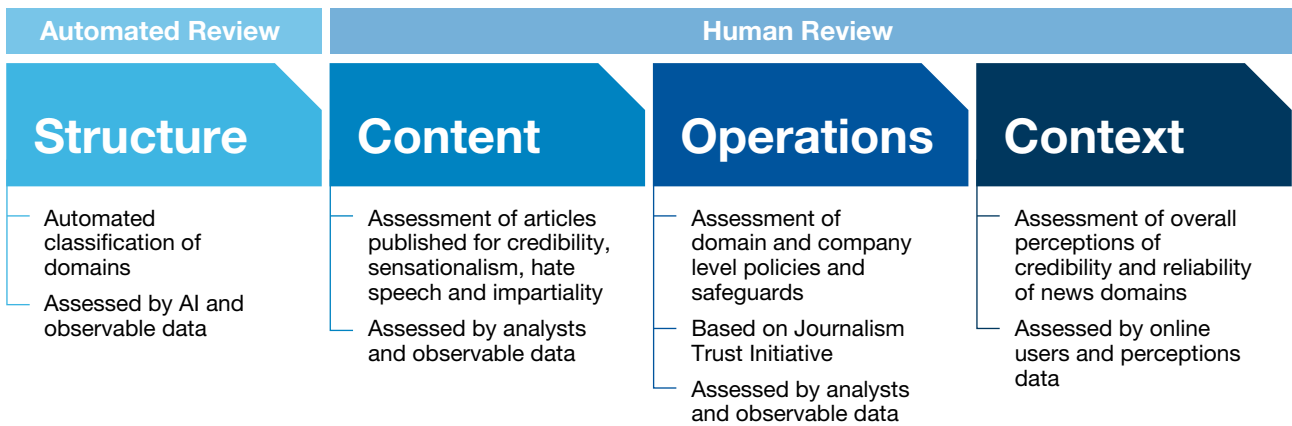 Automated Review
Human Review
Structure
Content
Operations
Context
Automated
classification of
domains
Assessed by AI and
observable data
Assessment of articles
published for credibility,
sensationalism, hate
speech and impartiality
Assessed by analysts
and observable data
Assessment of
domain and company
level policies and
safeguards
Based on Journalism
Trust Initiative
Assessed by analysts
and observable data
Assessment of overall
perceptions of
credibility and reliability
of news domains
Assessed by online
users and perceptions
data